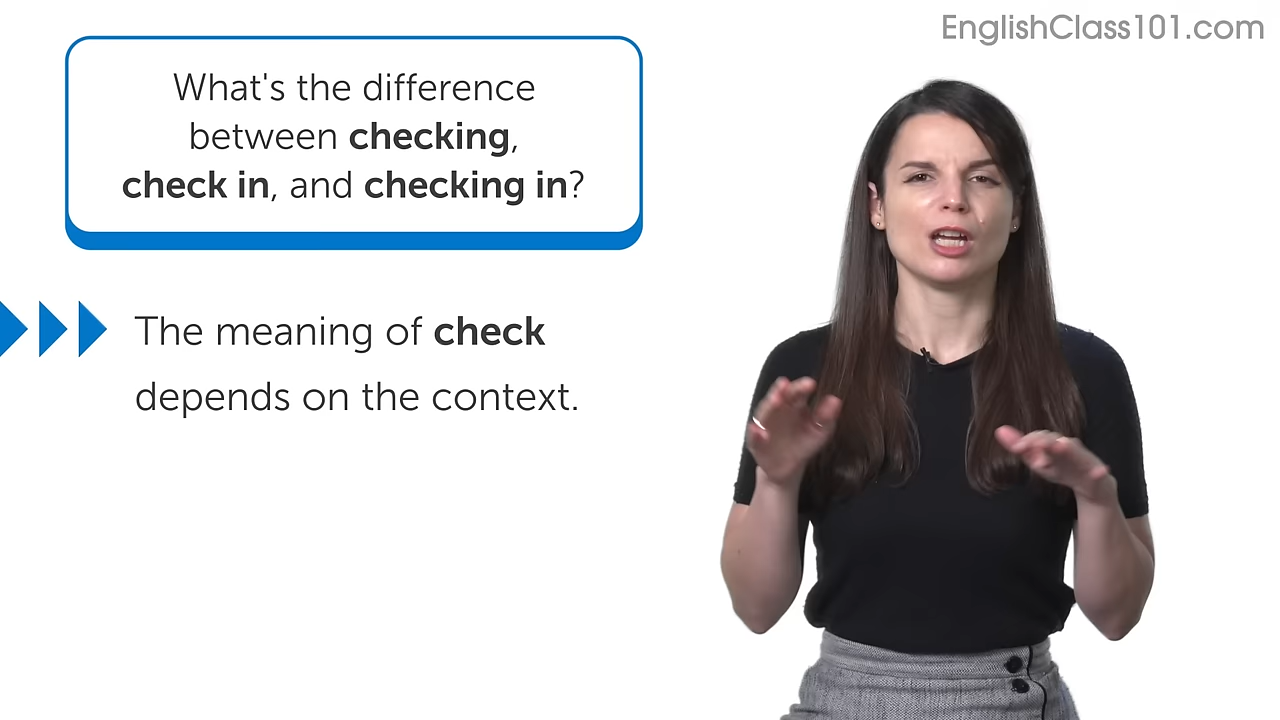 EnglishClass101.com
What's the difference
between checking,
check in, and checking in?
The meaning of check
depends on the context.